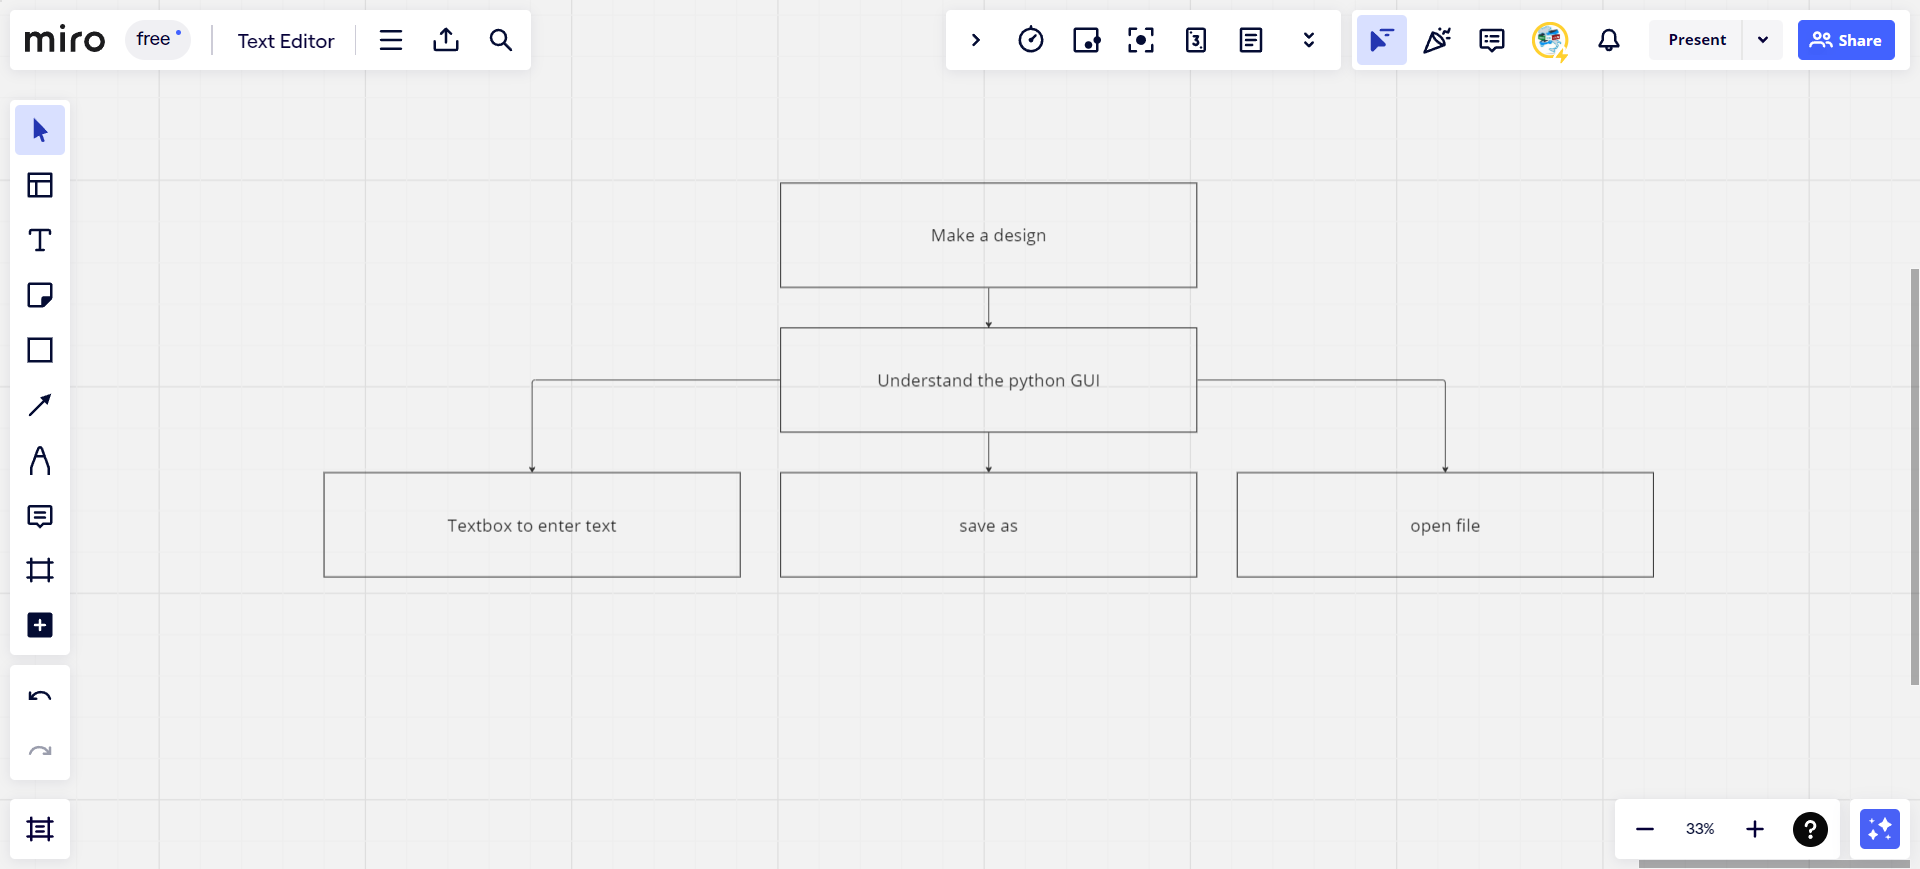 miro free Text Editor
3
Present
Share
Make a design
Understand the python GUI
Textbox to enter text
save as
open file
33%
?